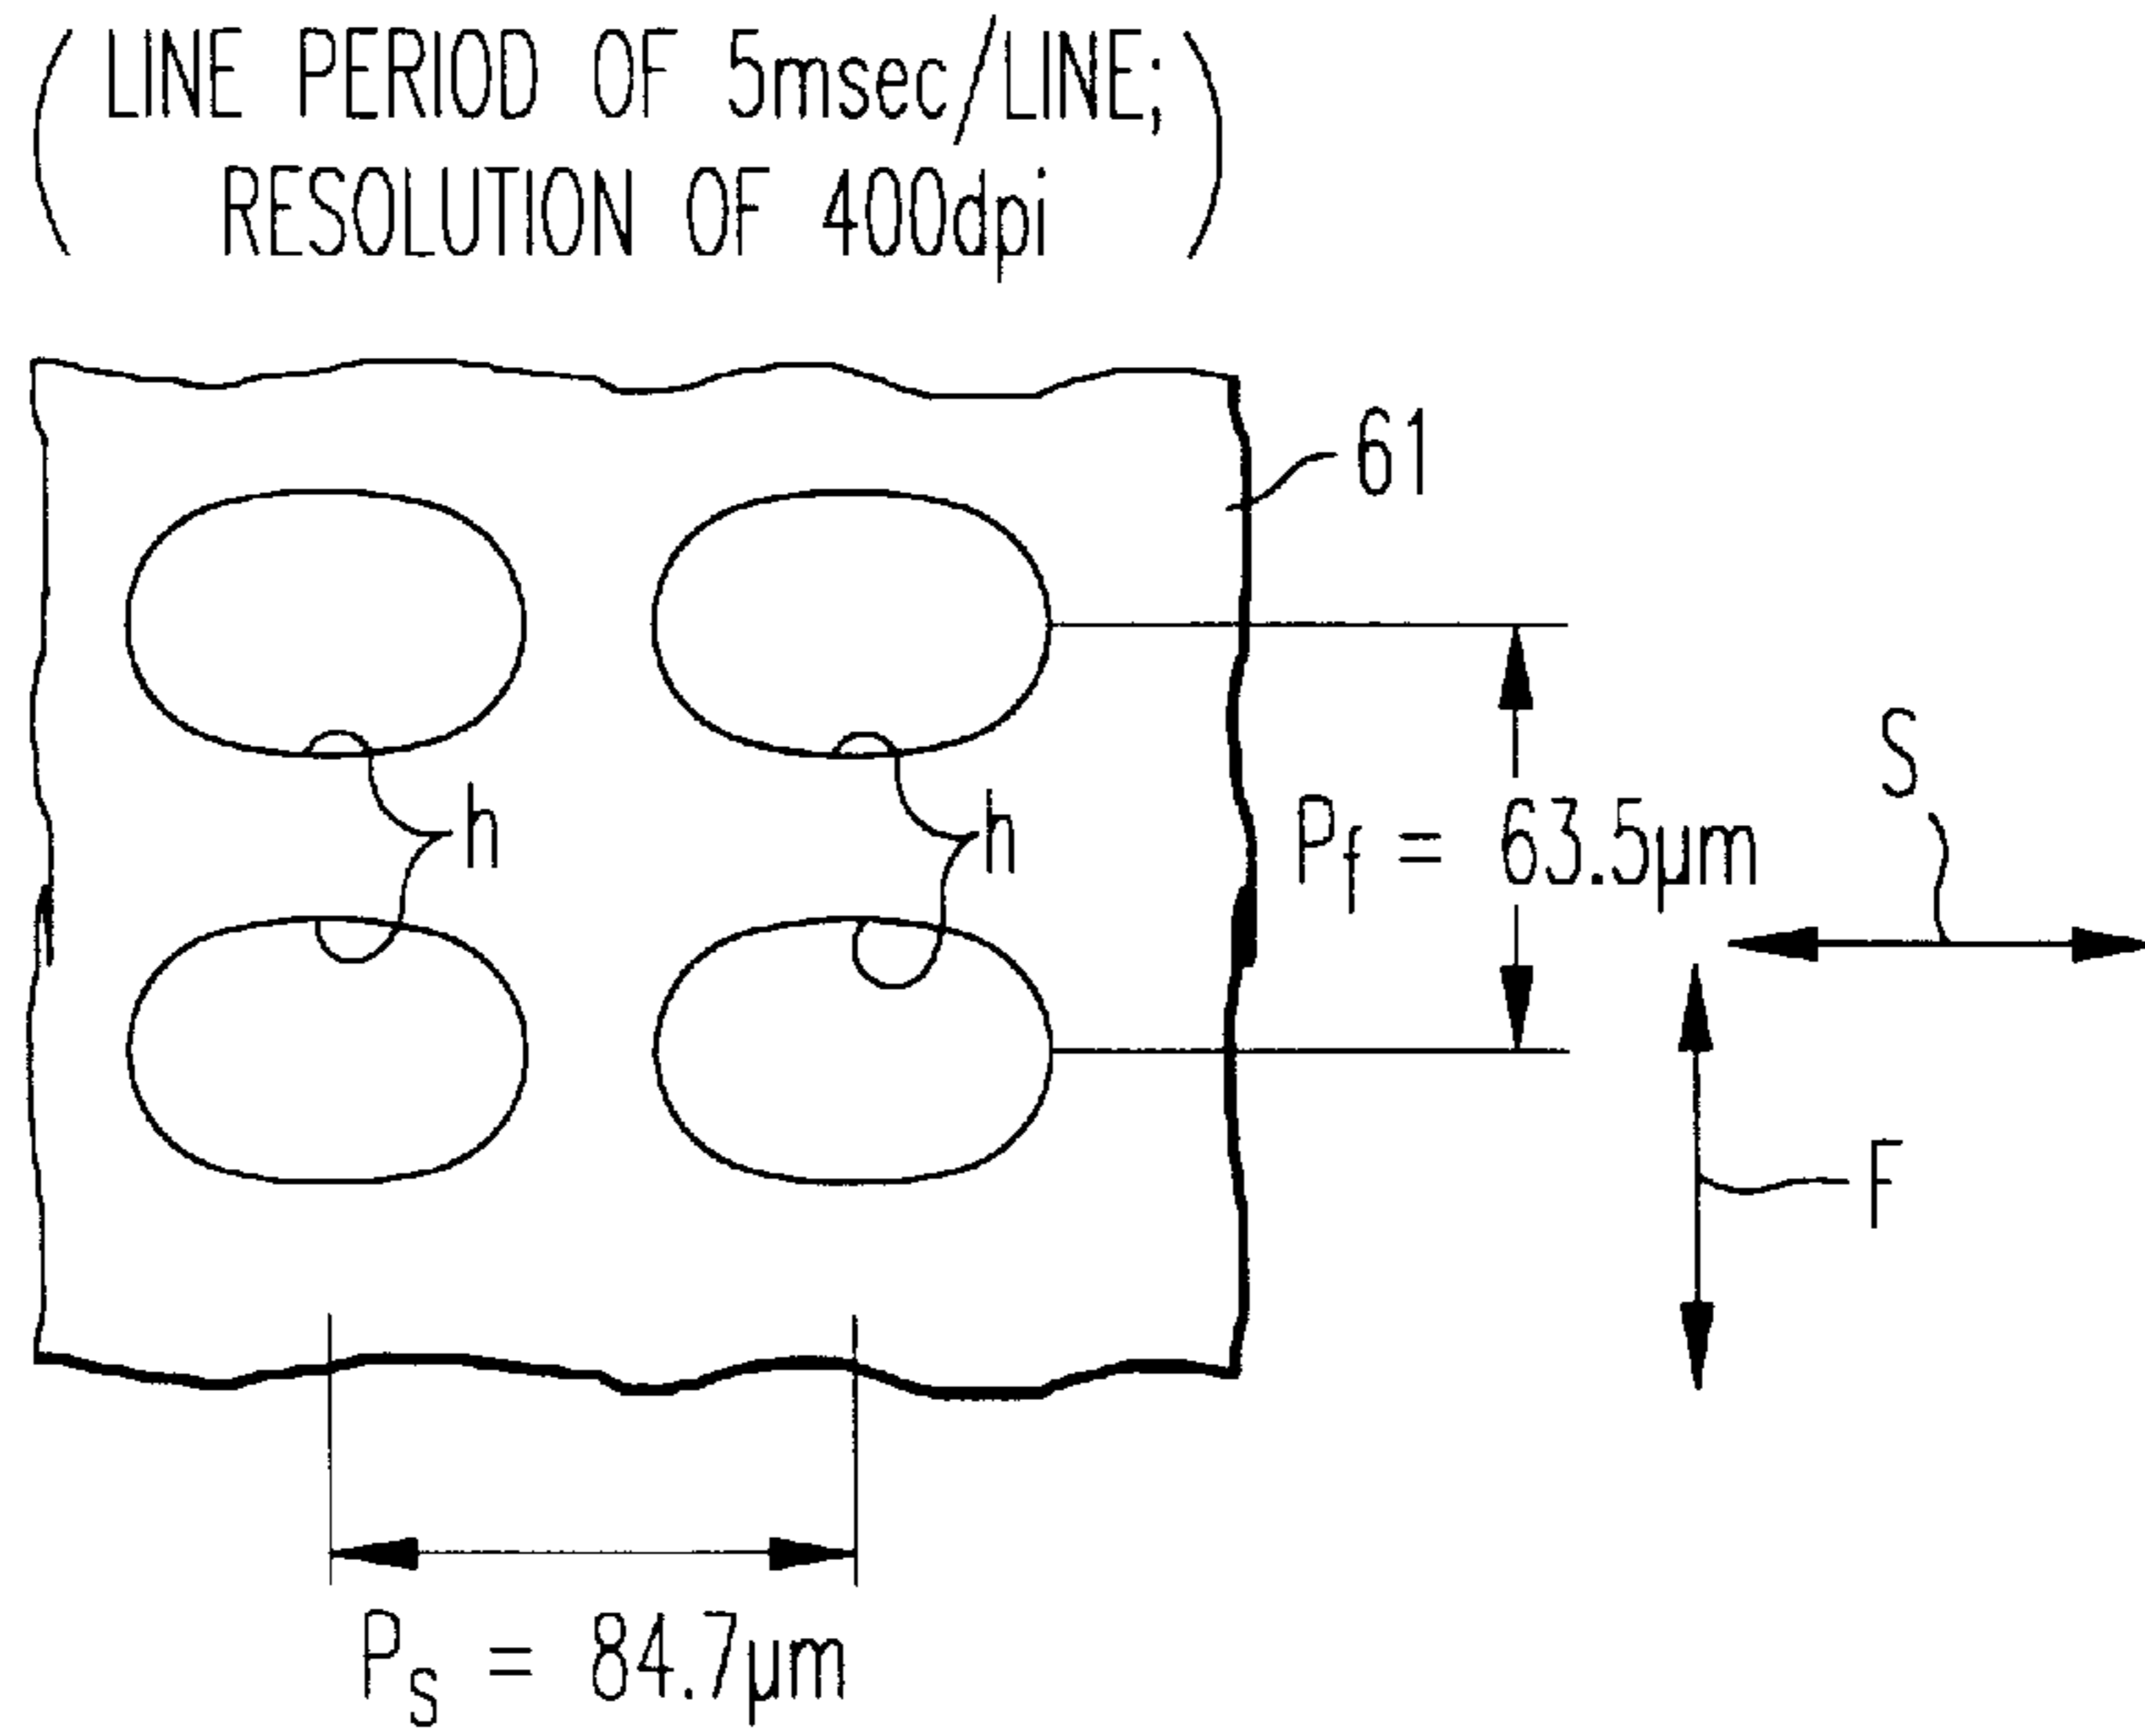 (LINE PERIOD OF 5msec/LINE;
RESOLUTION OF 400dpi)
61
S
h
h
Pf = 63.5µm
F
Ps = 84.7µm